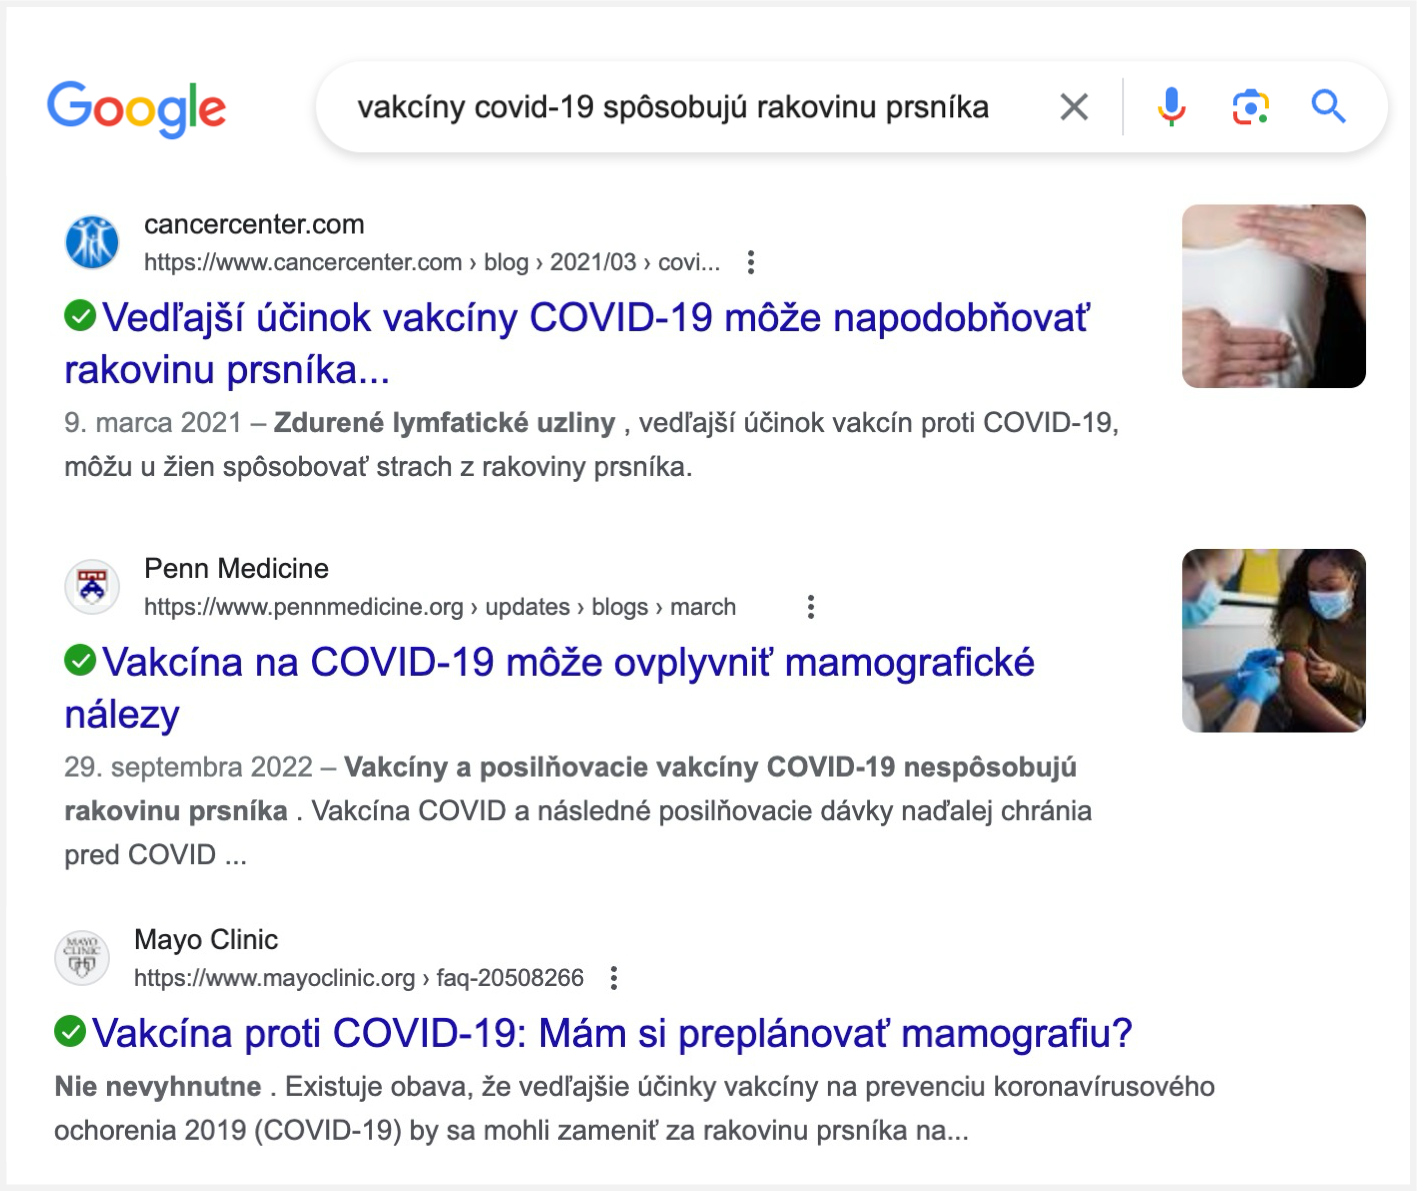 Google
vakcíny covid-19 spôsobujú rakovinu prsníka
cancercenter.com
https://www.cancercenter.com › blog › 2021/03 › covi...
Vedľajší účinok vakcíny COVID-19 môže napodobňovať
rakovinu prsníka...
9. marca 2021 – Zdurené lymfatické uzliny , vedľajší účinok vakcín proti COVID-19,
môžu u žien spôsobovať strach z rakoviny prsníka.
Penn Medicine
https://www.pennmedicine.org › updates › blogs › march
Vakcína na COVID-19 môže ovplyvniť mamografické
nálezy
29. septembra 2022 – Vakcíny a posilňovacie vakcíny COVID-19 nespôsobujú
rakovinu prsníka . Vakcína COVID a následné posilňovacie dávky naďalej chránia
pred COVID ...
MAYO
CLINIC
Mayo Clinic
https://www.mayoclinic.org › faq-20508266
Vakcína proti COVID-19: Mám si preplánovať mamografiu?
Nie nevyhnutne . Existuje obava, že vedľajšie účinky vakcíny na prevenciu koronavírusového
ochorenia 2019 (COVID-19) by sa mohli zameniť za rakovinu prsníka na...